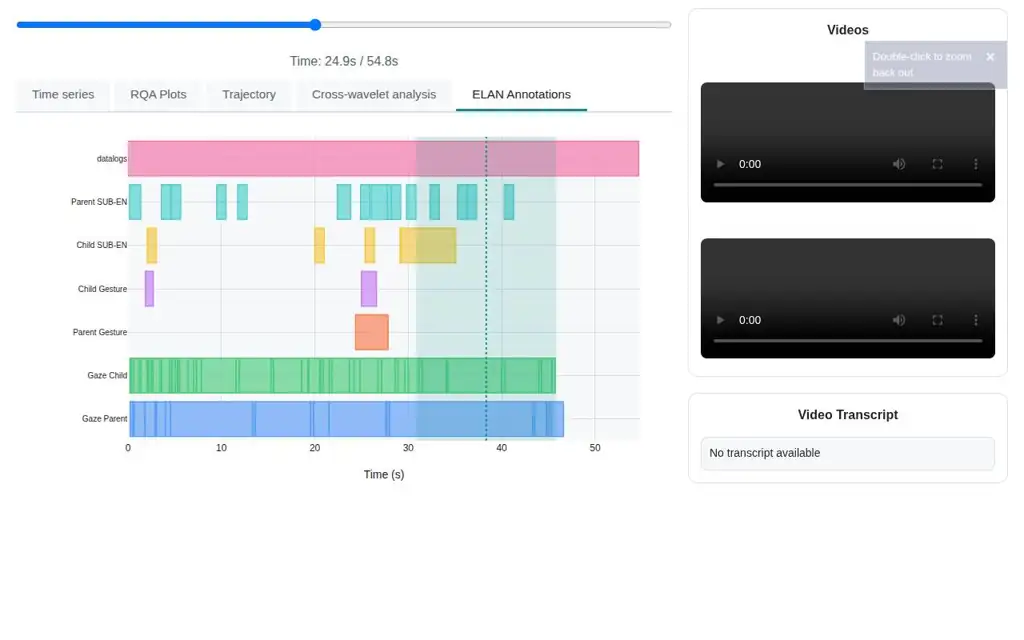 Time: 24.9s / 54.8s
Time series
RQA Plots
Trajectory
Cross-wavelet analysis
ELAN Annotations
datalogs
Parent SUB-EN
Child SUB-EN
Child Gesture
Parent Gesture
Gaze Child
Gaze Parent
0 10 20 30 40 50
Time (s)
Videos
Double-click to zoom
back out
0:00
0:00
Video Transcript
No transcript available